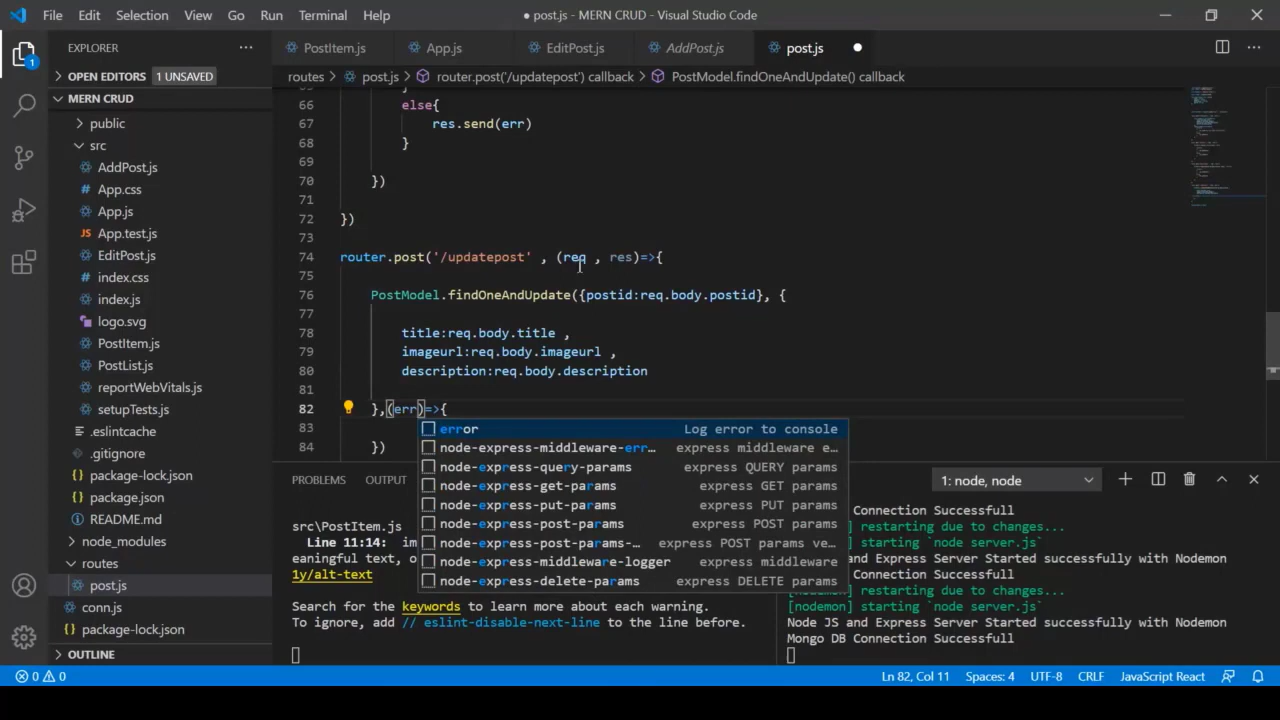 File Edit Selection View Go Run Terminal Help
● post.js - MERN CRUD - Visual Studio Code
EXPLORER
OPEN EDITORS 1 UNSAVED
MERN CRUD
public
src
AddPost.js
App.css
App.js
App.test.js
EditPost.js
index.css
index.js
logo.svg
PostItem.js
PostList.js
reportWebVitals.js
setupTests.js
.eslintcache
.gitignore
package-lock.json
package.json
README.md
node_modules
routes
post.js
conn.js
package-lock.json
OUTLINE
1
PostItem.js App.js EditPost.js AddPost.js post.js
routes > post.js > router.post('/updatepost') callback > PostModel.findOneAndUpdate() callback
66 else{
67 res.send(err)
68 }
69
70 })
71
72 })
73
74 router.post('/updatepost' , (req , res)=>{
75
76 PostModel.findOneAndUpdate({postid:req.body.postid}, {
77
78 title:req.body.title ,
79 imageurl:req.body.imageurl ,
80 description:req.body.description
81
82 },(err)=>{
83
84 })
error Log error to console
node-express-middleware-err… express middleware e…
node-express-query-params express QUERY params
node-express-get-params express GET params
node-express-put-params express PUT params
node-express-post-params express POST params
node-express-post-params-… express POST params ve…
node-express-middleware-logger express middleware
node-express-delete-params express DELETE params
PROBLEMS OUTPUT
1: node, node
src\PostItem.js
Line 11:14: im
eaningful text, o
1y/alt-text
Search for the keywords to learn more about each warning.
To ignore, add // eslint-disable-next-line to the line before.
Connection Successfull
] restarting due to changes...
] starting `node server.js`
and Express Server Started successfully with Nodemon
Connection Successfull
[nodemon] restarting due to changes...
[nodemon] starting `node server.js`
Node JS and Express Server Started successfully with Nodemon
Mongo DB Connection Successfull
0 0
Ln 82, Col 11 Spaces: 4 UTF-8 CRLF JavaScript React